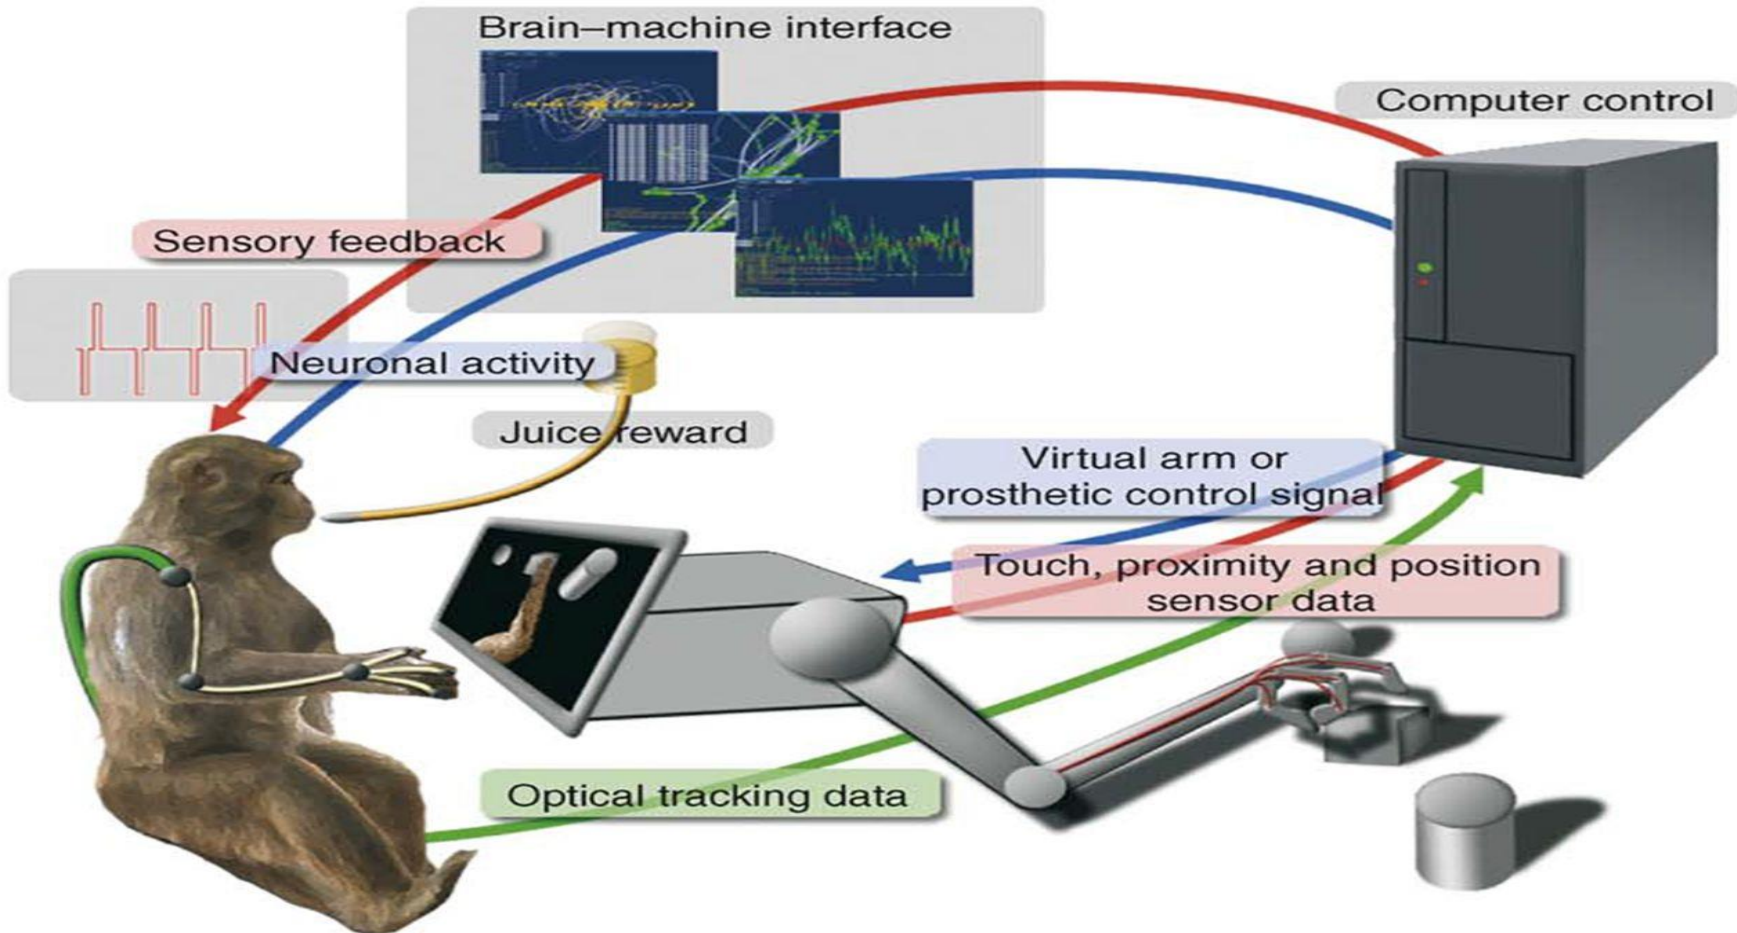 Brain–machine interface
Computer control
Sensory feedback
Neuronal activity
Juice reward
Virtual arm or
prosthetic control signal
Touch, proximity and position
sensor data
Optical tracking data